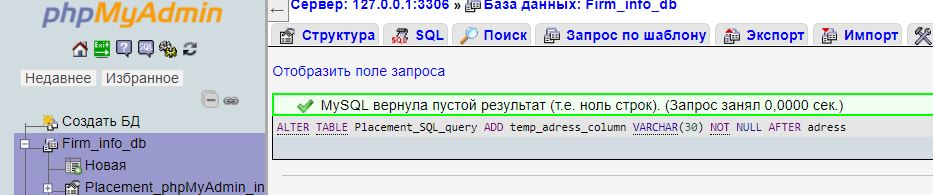 phpMyAdmin
Недавнее Избранное
Создать БД
Firm_info_db
Новая
Placement_phpMyAdmin_in
Сервер: 127.0.0.1:3306 » База данных: Firm_info_db
Структура SQL Поиск Запрос по шаблону Экспорт Импорт
Отобразить поле запроса
MySQL вернула пустой результат (т.е. ноль строк). (Запрос занял 0,0000 сек.)
ALTER TABLE Placement_SQL_query ADD temp_adress_column VARCHAR(30) NOT NULL AFTER adress